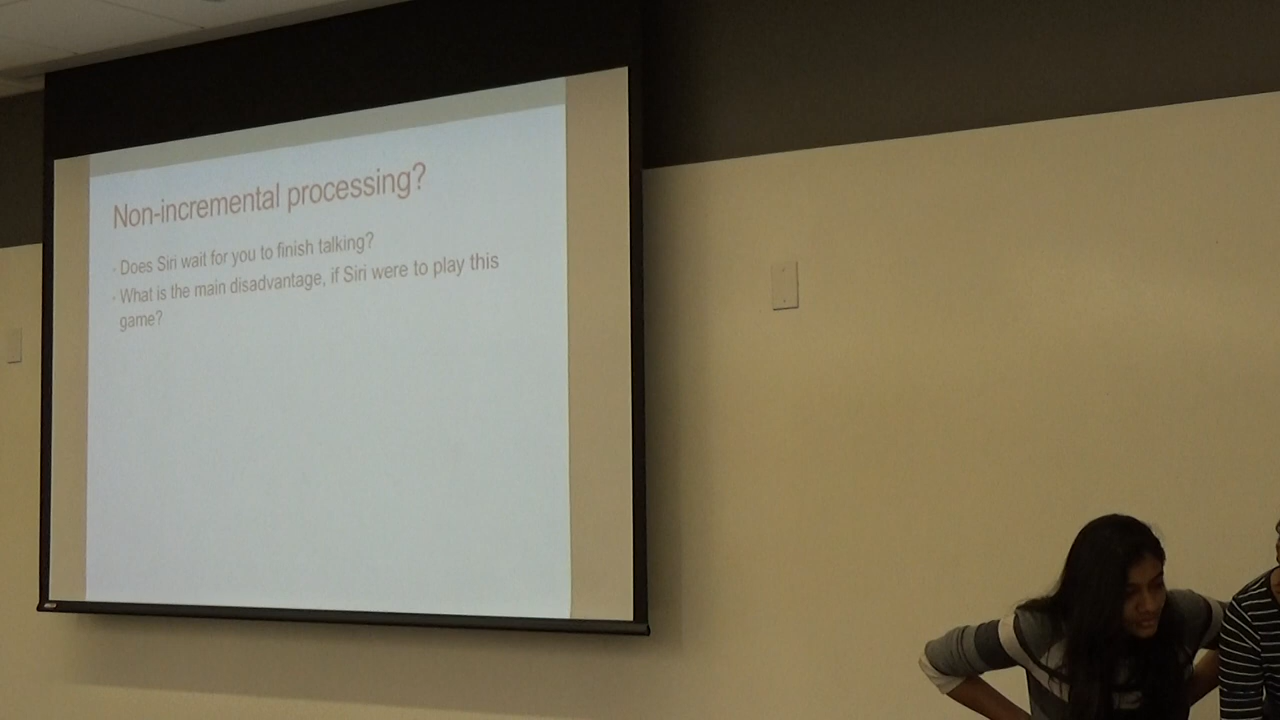 Non-incremental processing?
· Does Siri wait for you to finish talking?
· What is the main disadvantage, if Siri were to play this
game?